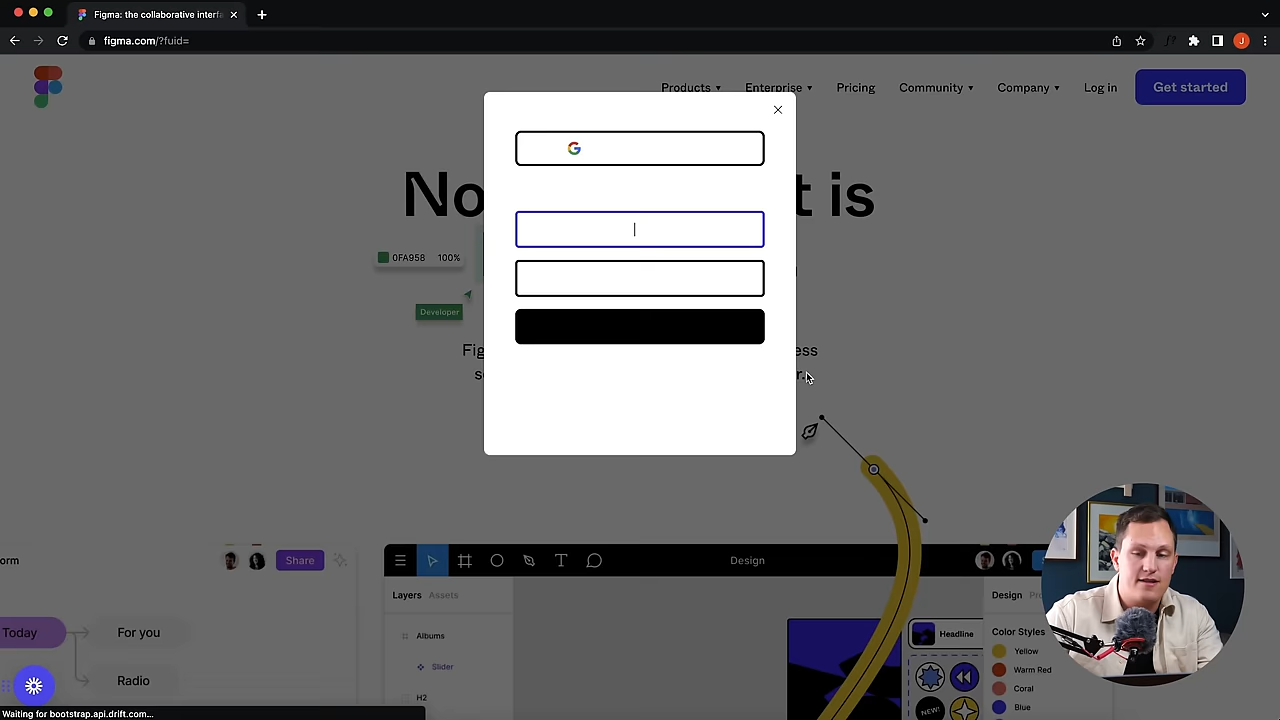 Figma: the collaborative interfa
figma.com/?fuid=
J
Products
Enterprise
Pricing
Community
Company
Log in
Get started
No
t is
0FA958 100%
Developer
Fig
ess
s
r.
orm
Share
Design
Layers
Assets
Design
Albums
Slider
H2
Headline
Color Styles
Yellow
Warm Red
Coral
Blue
NEW!
Today
For you
Radio
Waiting for bootstrap.api.drift.com...